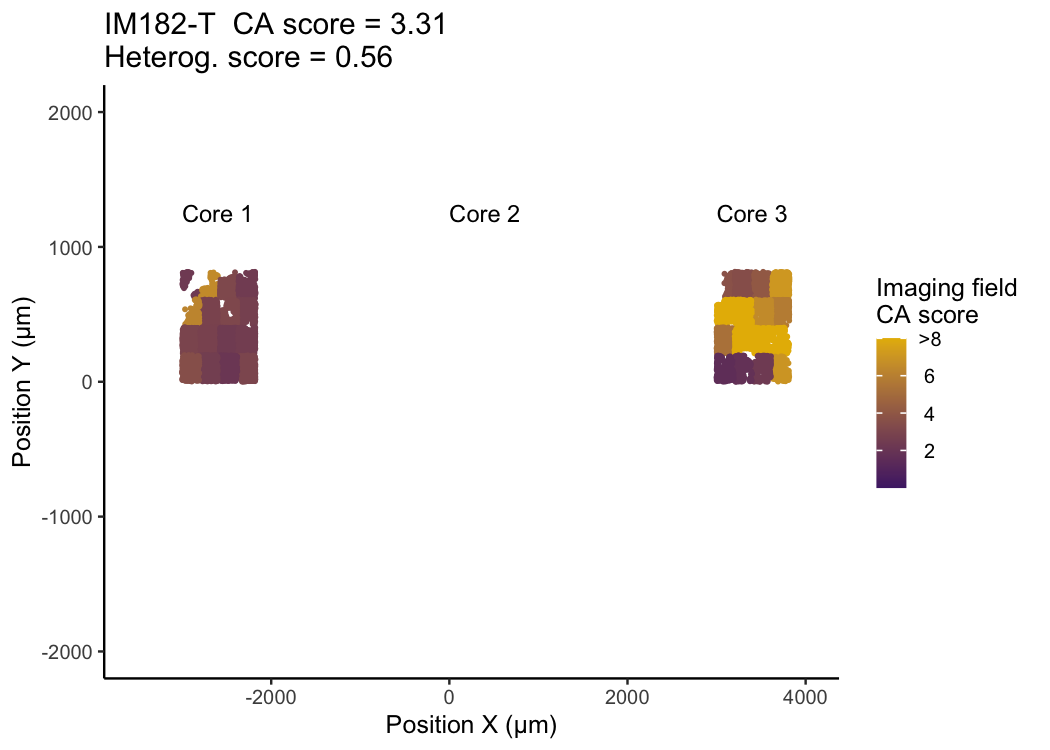 IM182-T  CA score = 3.31
Heterog. score = 0.56
2000
1000
0
-1000
-2000
Position Y (µm)
Core 1
Core 2
Core 3
-2000
0
2000
4000
Position X (µm)
Imaging field
CA score
>8
6
4
2